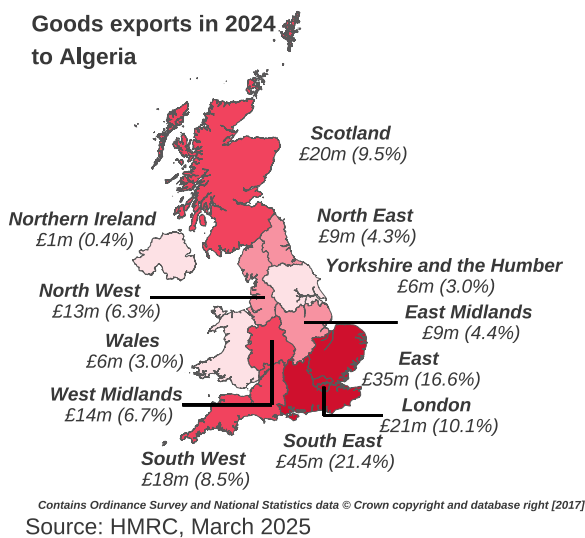 Goods exports in 2024
to Algeria
Scotland
£20m (9.5%)
Northern Ireland
£1m (0.4%)
North East
£9m (4.3%)
Yorkshire and the Humber
£6m (3.0%)
North West
£13m (6.3%)
East Midlands
£9m (4.4%)
Wales
£6m (3.0%)
East
£35m (16.6%)
West Midlands
£14m (6.7%)
London
£21m (10.1%)
South East
£45m (21.4%)
South West
£18m (8.5%)
Contains Ordinance Survey and National Statistics data © Crown copyright and database right [2017]
Source: HMRC, March 2025